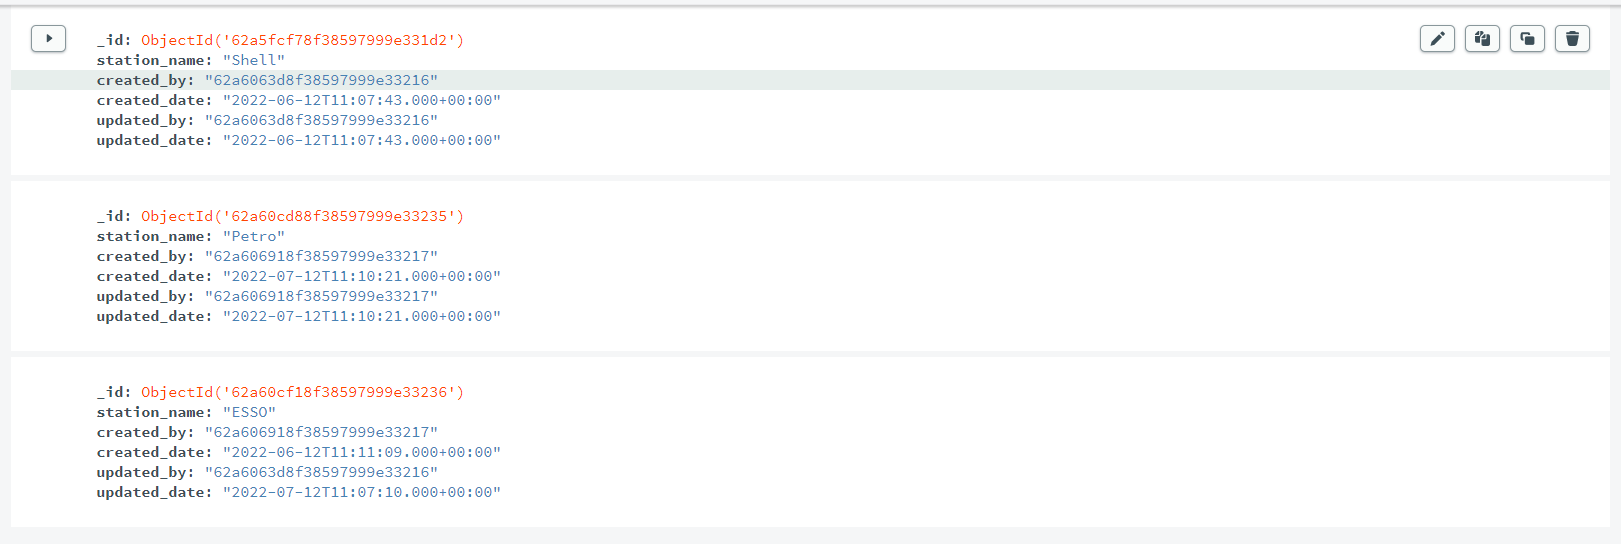 _id: ObjectId('62a5fcf78f38597999e331d2')
station_name: "Shell"
created_by: "62a6063d8f38597999e33216"
created_date: "2022-06-12T11:07:43.000+00:00"
updated_by: "62a6063d8f38597999e33216"
updated_date: "2022-06-12T11:07:43.000+00:00"
_id: ObjectId('62a60cd88f38597999e33235')
station_name: "Petro"
created_by: "62a606918f38597999e33217"
created_date: "2022-07-12T11:10:21.000+00:00"
updated_by: "62a606918f38597999e33217"
updated_date: "2022-07-12T11:10:21.000+00:00"
_id: ObjectId('62a60cf18f38597999e33236')
station_name: "ESSO"
created_by: "62a606918f38597999e33217"
created_date: "2022-06-12T11:11:09.000+00:00"
updated_by: "62a6063d8f38597999e33216"
updated_date: "2022-07-12T11:07:10.000+00:00"